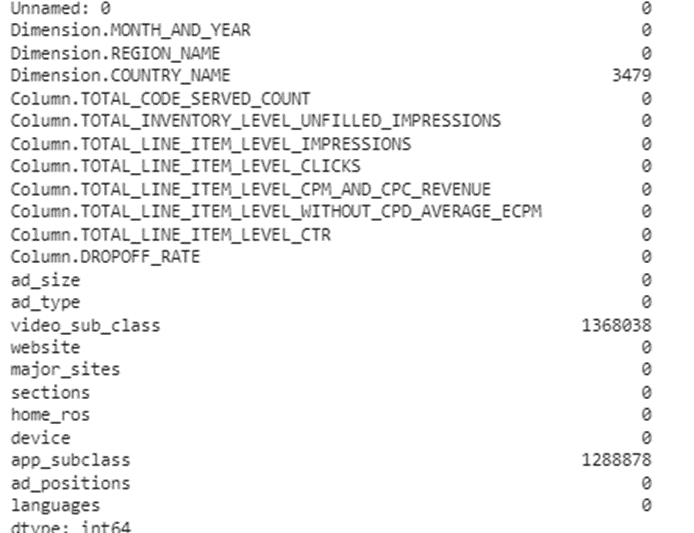 Unnamed: 0 0
Dimension.MONTH_AND_YEAR 0
Dimension.REGION_NAME 0
Dimension.COUNTRY_NAME 3479
Column.TOTAL_CODE_SERVED_COUNT 0
Column.TOTAL_INVENTORY_LEVEL_UNFILLED_IMPRESSIONS 0
Column.TOTAL_LINE_ITEM_LEVEL_IMPRESSIONS 0
Column.TOTAL_LINE_ITEM_LEVEL_CLICKS 0
Column.TOTAL_LINE_ITEM_LEVEL_CPM_AND_CPC_REVENUE 0
Column.TOTAL_LINE_ITEM_LEVEL_WITHOUT_CPD_AVERAGE_ECPM 0
Column.TOTAL_LINE_ITEM_LEVEL_CTR 0
Column.DROPOFF_RATE 0
ad_size 0
ad_type 0
video_sub_class 1368038
website 0
major_sites 0
sections 0
home_ros 0
device 0
app_subclass 1288878
ad_positions 0
languages 0
dtype: int64